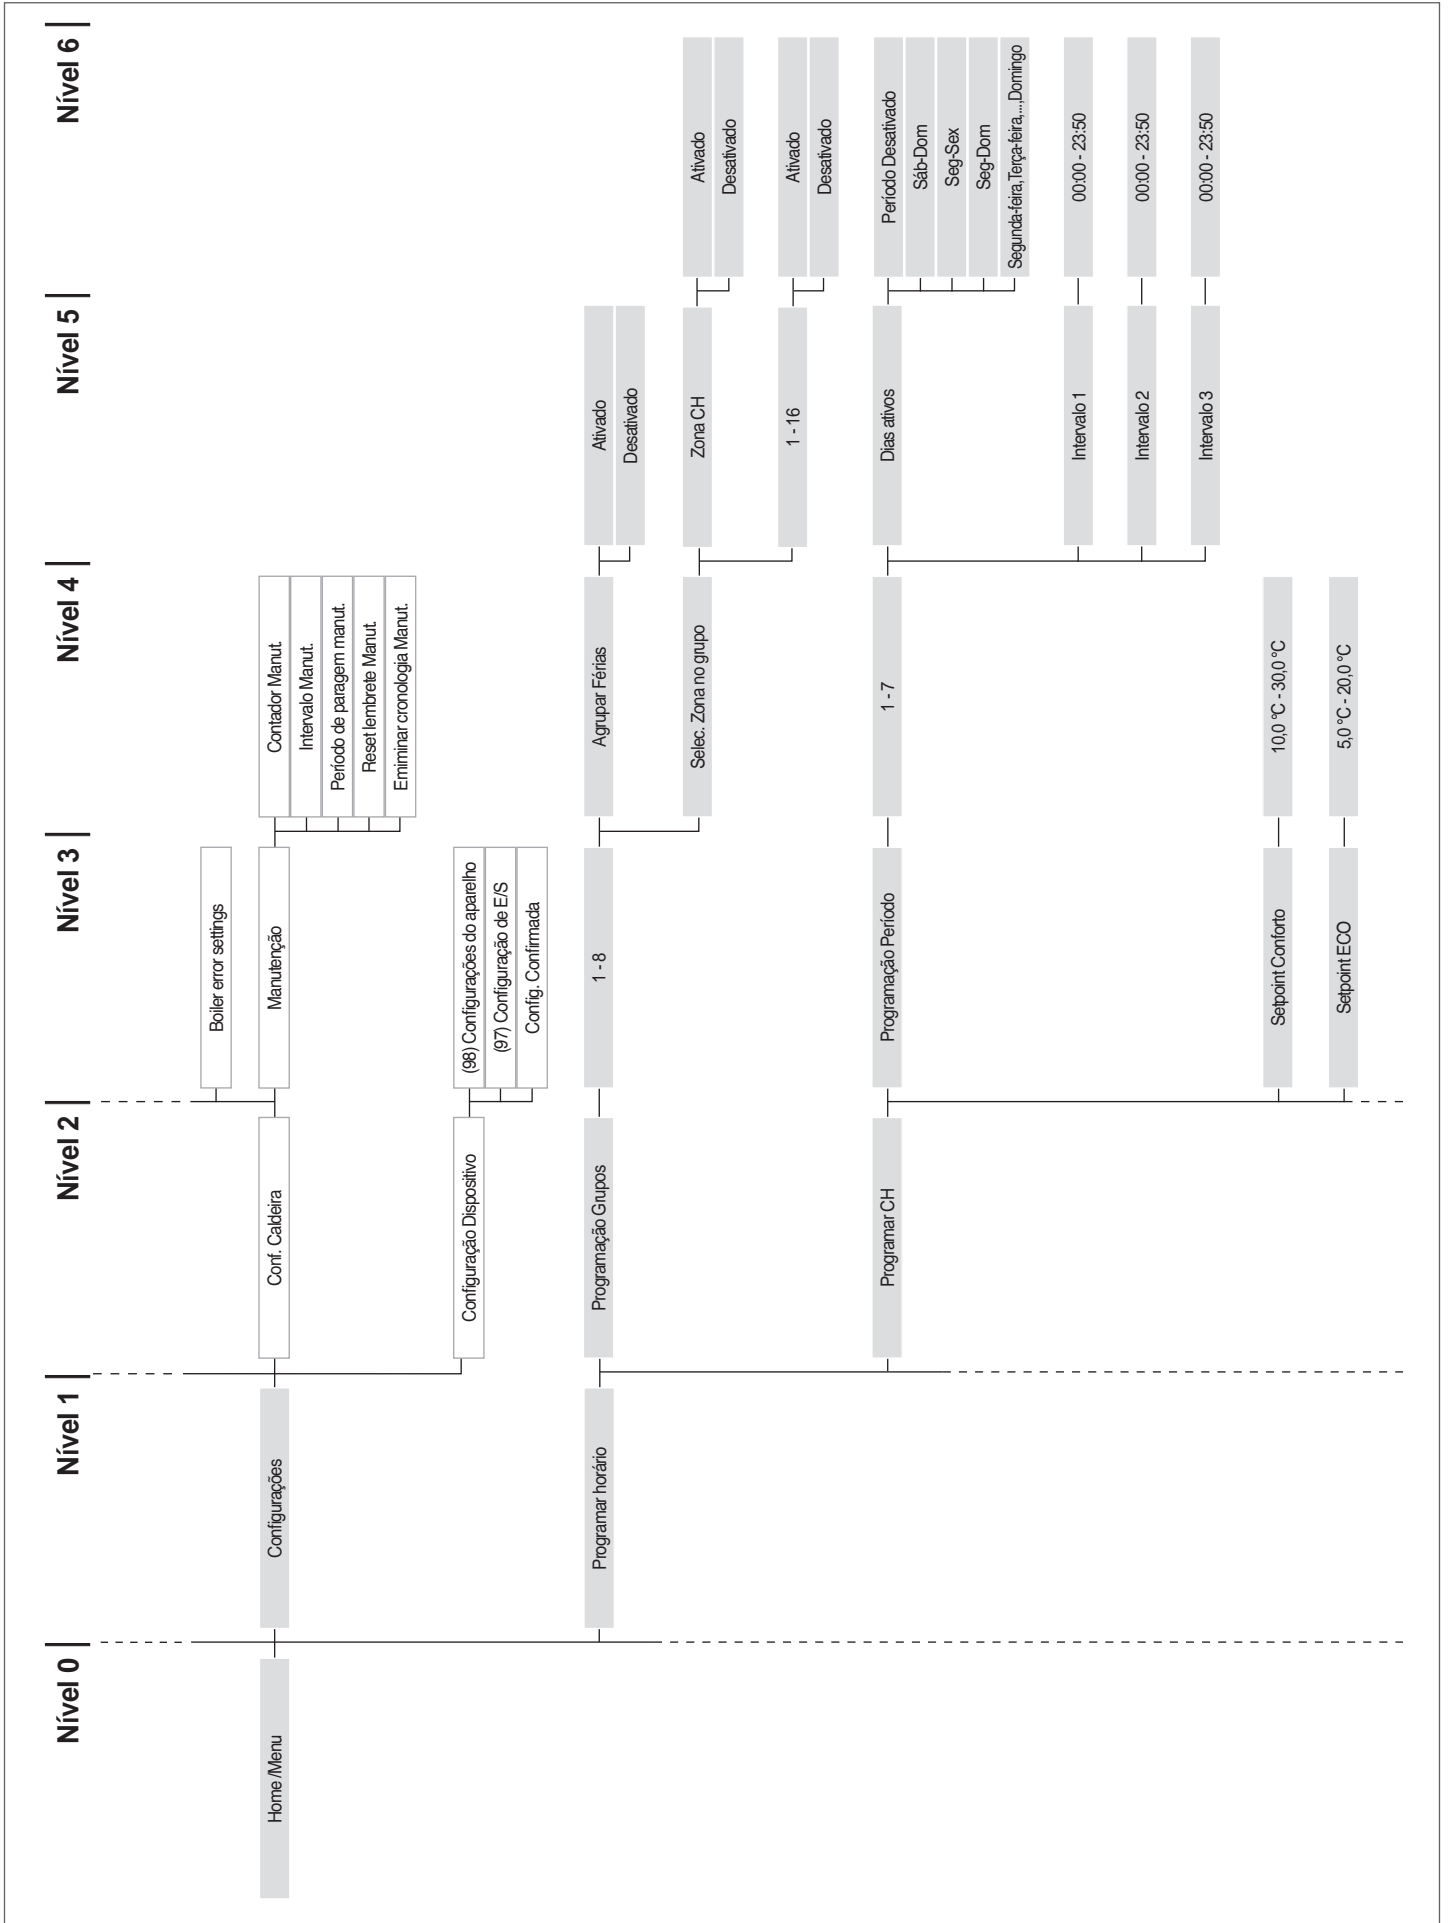 Nível 0
Nível 1
Nível 2
Nível 3
Nível 4
Nível 5
Nível 6
Home /Menu
Configurações
Conf. Caldeira
Boiler error settings
Manutenção
Contador Manut.
Intervalo Manut.
Período de paragem manut.
Reset lembrete Manut.
Emiminar cronologia Manut.
Configuração Dispositivo
(98) Configurações do aparelho
(97) Configuração de E/S
Config. Confirmada
Programar horário
Programação Grupos
1 - 8
Agrupar Férias
Ativado
Desativado
Selec. Zona no grupo
Zona CH
Ativado
Desativado
1 - 16
Ativado
Desativado
Programar CH
Programação Período
1 - 7
Dias ativos
Período Desativado
Sáb-Dom
Seg-Sex
Seg-Dom
Segunda-feira,Terça-feira,...,Domingo
Intervalo 1
00:00 - 23:50
Intervalo 2
00:00 - 23:50
Intervalo 3
00:00 - 23:50
Setpoint Conforto
10,0 °C - 30,0 °C
Setpoint ECO
5,0 °C - 20,0 °C